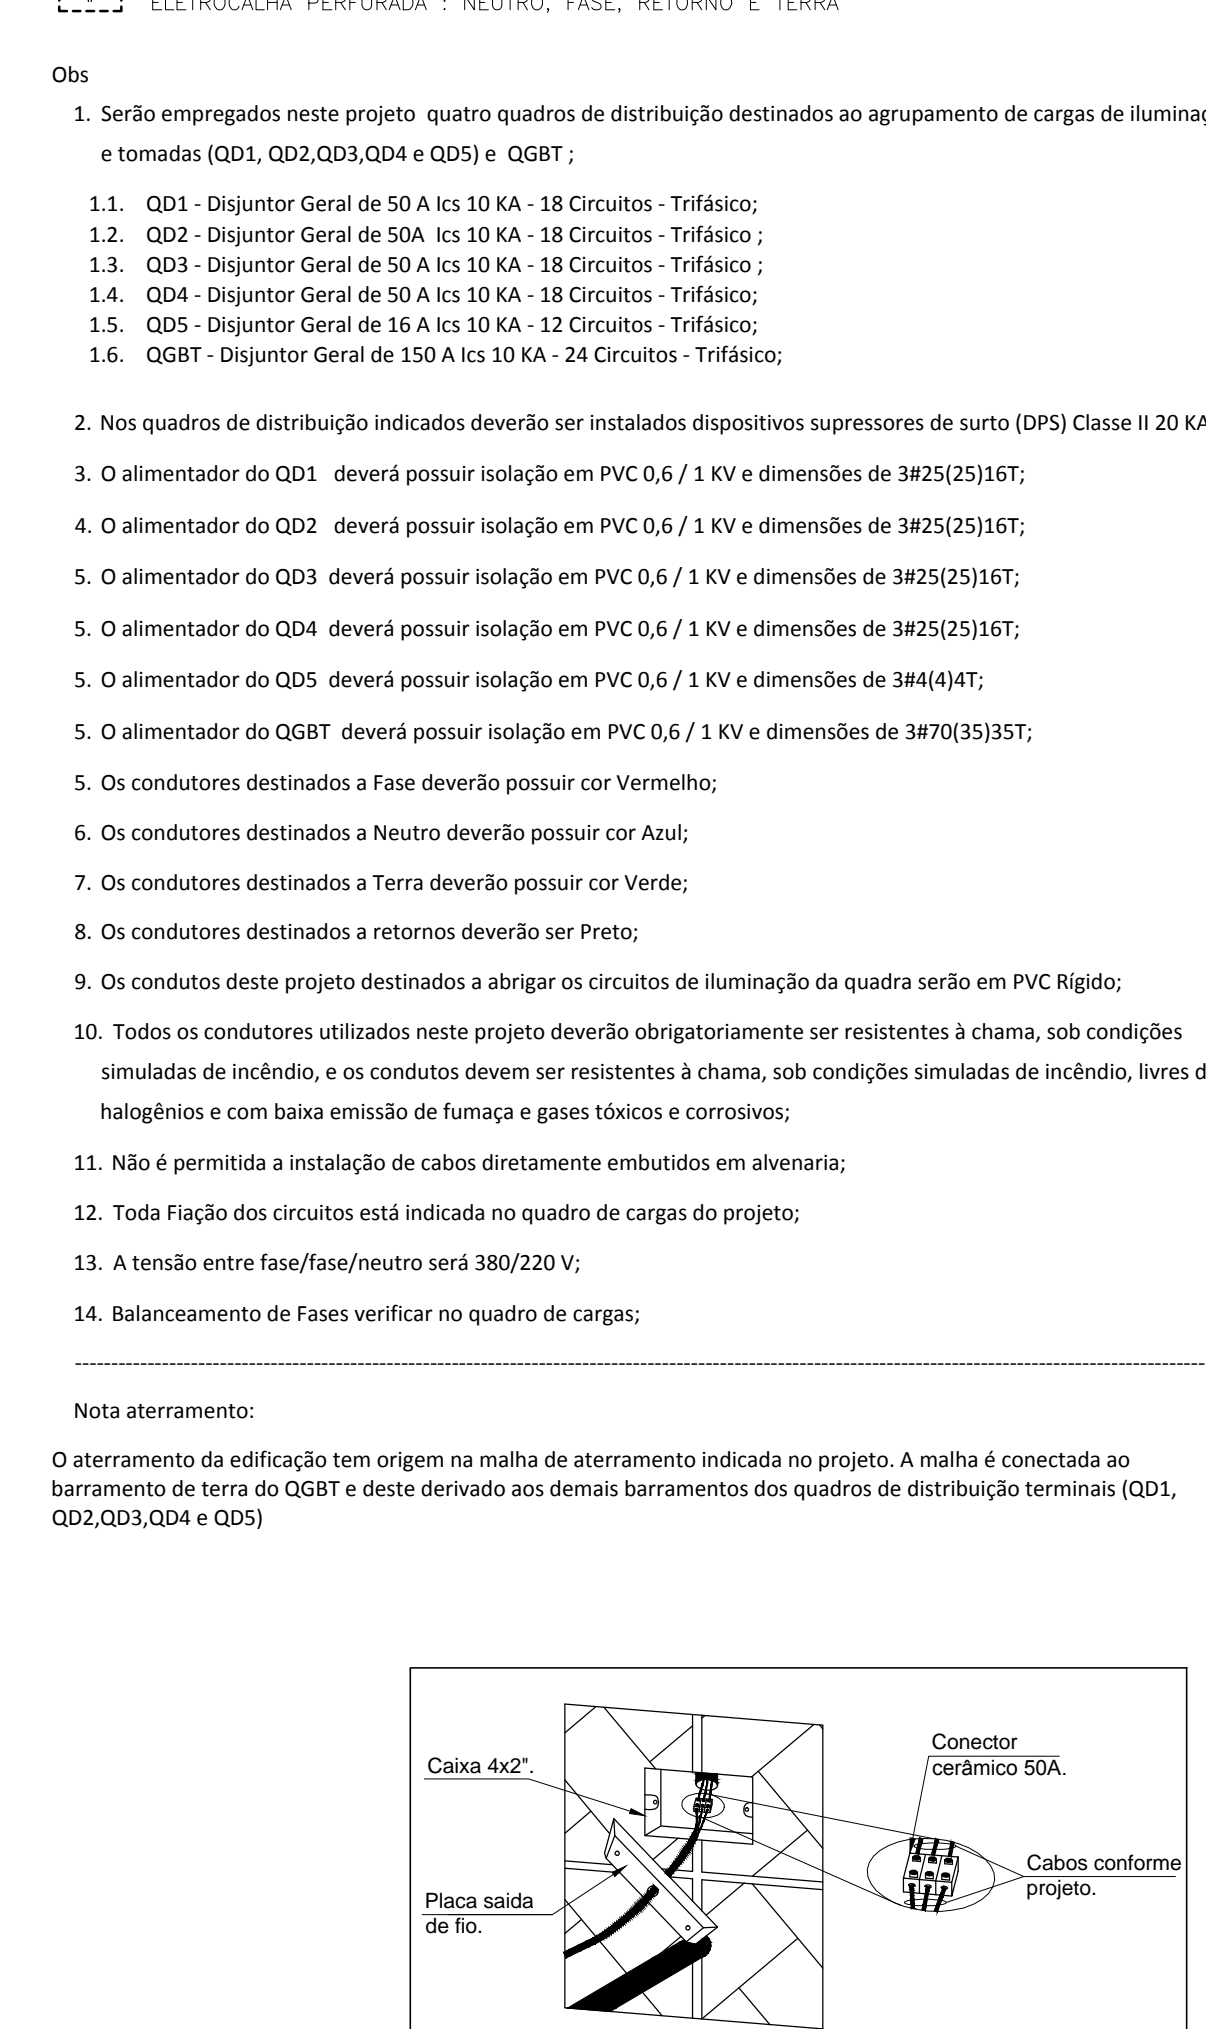 ELETROCALHA PERFURADA : NEUTRO, FASE, RETORNO E TERRA
Obs
1. Serão empregados neste projeto quatro quadros de distribuição destinados ao agrupamento de cargas de
e tomadas (QD1, QD2,QD3,QD4 e QD5) e QGBT ;
1.1. QD1 - Disjuntor Geral de 50 A Ics 10 KA - 18 Circuitos - Trifásico;
1.2. QD2 - Disjuntor Geral de 50A Ics 10 KA - 18 Circuitos - Trifásico ;
1.3. QD3 - Disjuntor Geral de 50 A Ics 10 KA - 18 Circuitos - Trifásico ;
1.4. QD4 - Disjuntor Geral de 50 A Ics 10 KA - 18 Circuitos - Trifásico;
1.5. QD5 - Disjuntor Geral de 16 A Ics 10 KA - 12 Circuitos - Trifásico;
1.6. QGBT - Disjuntor Geral de 150 A Ics 10 KA - 24 Circuitos - Trifásico;
2. Nos quadros de distribuição indicados deverão ser instalados dispositivos supressores de surto (DPS) Classe II 20 KA
3. O alimentador do QD1 deverá possuir isolação em PVC 0,6 / 1 KV e dimensões de 3#25(25)16T;
4. O alimentador do QD2 deverá possuir isolação em PVC 0,6 / 1 KV e dimensões de 3#25(25)16T;
5. O alimentador do QD3 deverá possuir isolação em PVC 0,6 / 1 KV e dimensões de 3#25(25)16T;
5. O alimentador do QD4 deverá possuir isolação em PVC 0,6 / 1 KV e dimensões de 3#25(25)16T;
5. O alimentador do QD5 deverá possuir isolação em PVC 0,6 / 1 KV e dimensões de 3#4(4)4T;
5. O alimentador do QGBT deverá possuir isolação em PVC 0,6 / 1 KV e dimensões de 3#70(35)35T;
5. Os condutores destinados a Fase deverão possuir cor Vermelho;
6. Os condutores destinados a Neutro deverão possuir cor Azul;
7. Os condutores destinados a Terra deverão possuir cor Verde;
8. Os condutores destinados a retornos deverão ser Preto;
9. Os condutos deste projeto destinados a abrigar os circuitos de iluminação da quadra serão em PVC Rígido;
10. Todos os condutores utilizados neste projeto deverão obrigatoriamente ser resistentes à chama, sob condições
simuladas de incêndio, e os condutos devem ser resistentes à chama, sob condições simuladas de incêndio, livres
halogênios e com baixa emissão de fumaça e gases tóxicos e corrosivos;
11. Não é permitida a instalação de cabos diretamente embutidos em alvenaria;
12. Toda Fiação dos circuitos está indicada no quadro de cargas do projeto;
13. A tensão entre fase/fase/neutro será 380/220 V;
14. Balanceamento de Fases verificar no quadro de cargas;
Nota aterramento:
O aterramento da edificação tem origem na malha de aterramento indicada no projeto. A malha é conectada ao
barramento de terra do QGBT e deste derivado aos demais barramentos dos quadros de distribuição terminais (QD1,
QD2,QD3,QD4 e QD5)
Conector
cerâmico 50A.
Caixa 4x2".
Cabos conforme
projeto.
Placa saida
de fio.